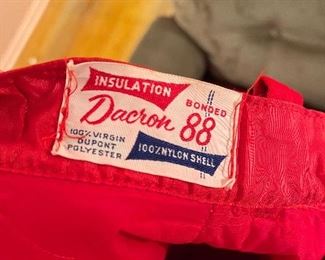 INSULATION
BONDED
Dacron 88
100% VIRGIN
DUPONT
POLYESTER
100% NYLON SHELL